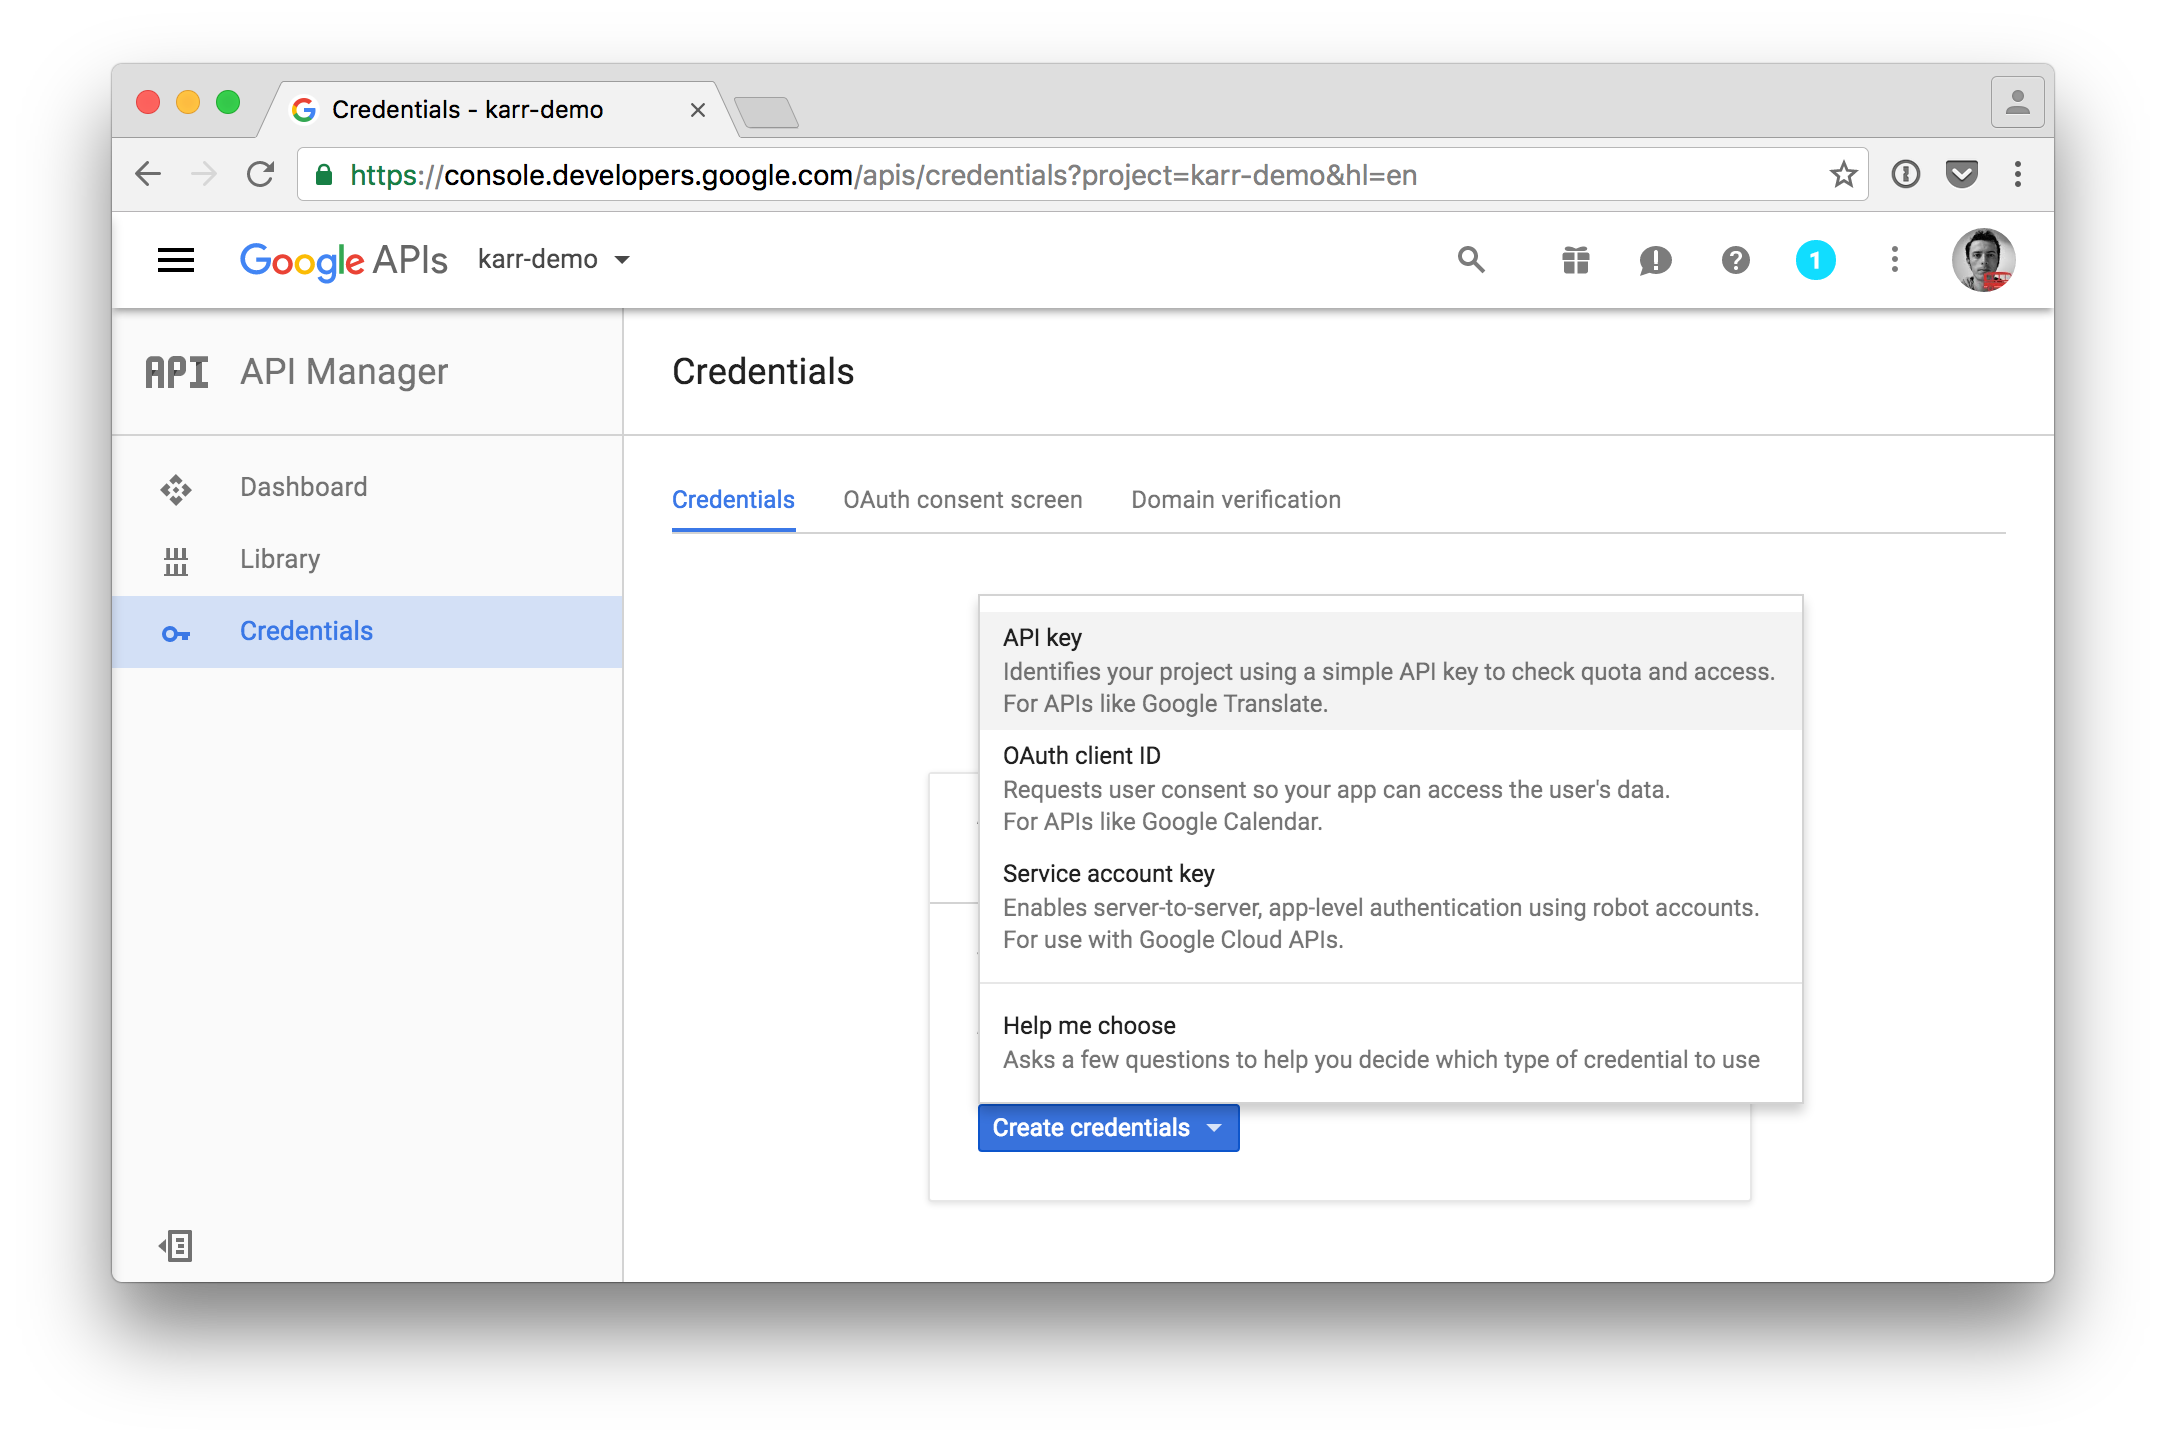 Credentials - karr-demo
https://console.developers.google.com/apis/credentials?project=karr-demo&hl=en
Google APIs karr-demo
1
API API Manager
Credentials
Dashboard
Library
Credentials
Credentials OAuth consent screen Domain verification
API key
Identifies your project using a simple API key to check quota and access.
For APIs like Google Translate.
OAuth client ID
Requests user consent so your app can access the user's data.
For APIs like Google Calendar.
Service account key
Enables server-to-server, app-level authentication using robot accounts.
For use with Google Cloud APIs.
Help me choose
Asks a few questions to help you decide which type of credential to use
Create credentials